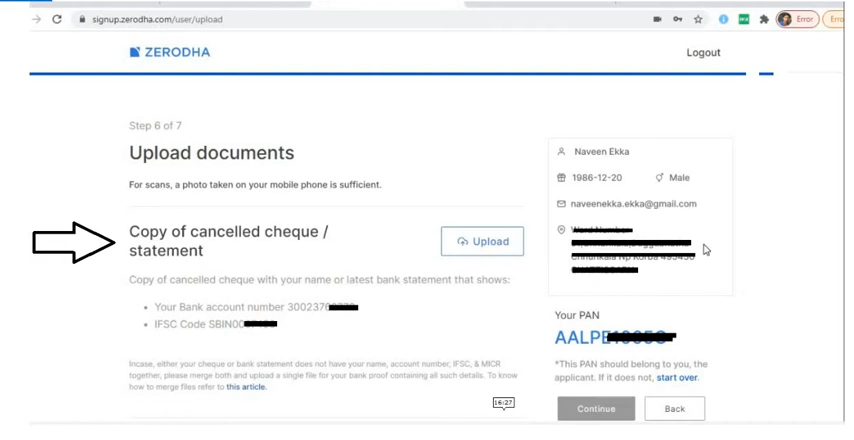 signup.zerodha.com/user/upload
Error
ZERODHA
Logout
Step 6 of 7
Upload documents
For scans, a photo taken on your mobile phone is sufficient.
Copy of cancelled cheque /
statement
Upload
Copy of cancelled cheque with your name or latest bank statement that shows:
Your Bank account number 300237
IFSC Code SBIN00
Incase, either your cheque or bank statement does not have your name, account number, IFSC, & MICR
together, please merge both and upload a single file for your bank proof containing all such details. To know
how to merge files refer to this article.
16:27
Naveen Ekka
1986-12-20
Male
naveenekka.ekka@gmail.com
Your PAN
AALPE
*This PAN should belong to you, the
applicant. If it does not, start over.
Continue
Back